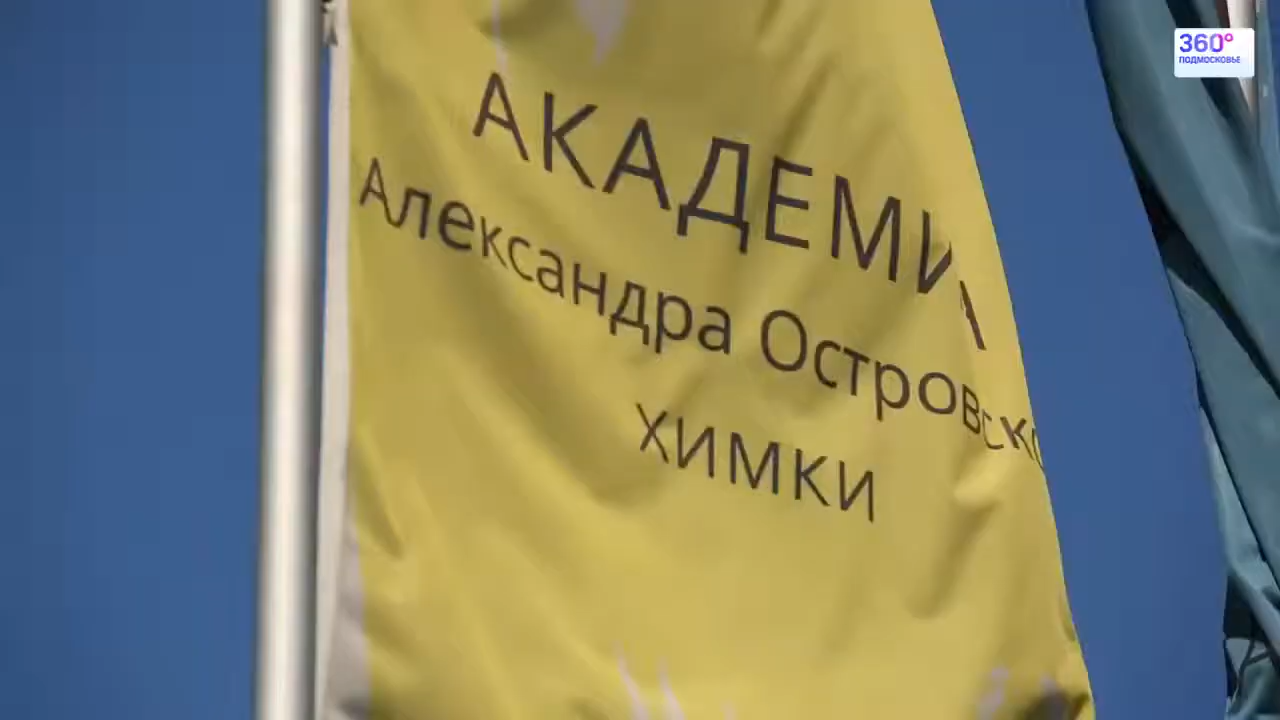 360°
ПОДМОСКОВЬЕ
АКАДЕМИЯ
Александра Островско
ХИМКИ